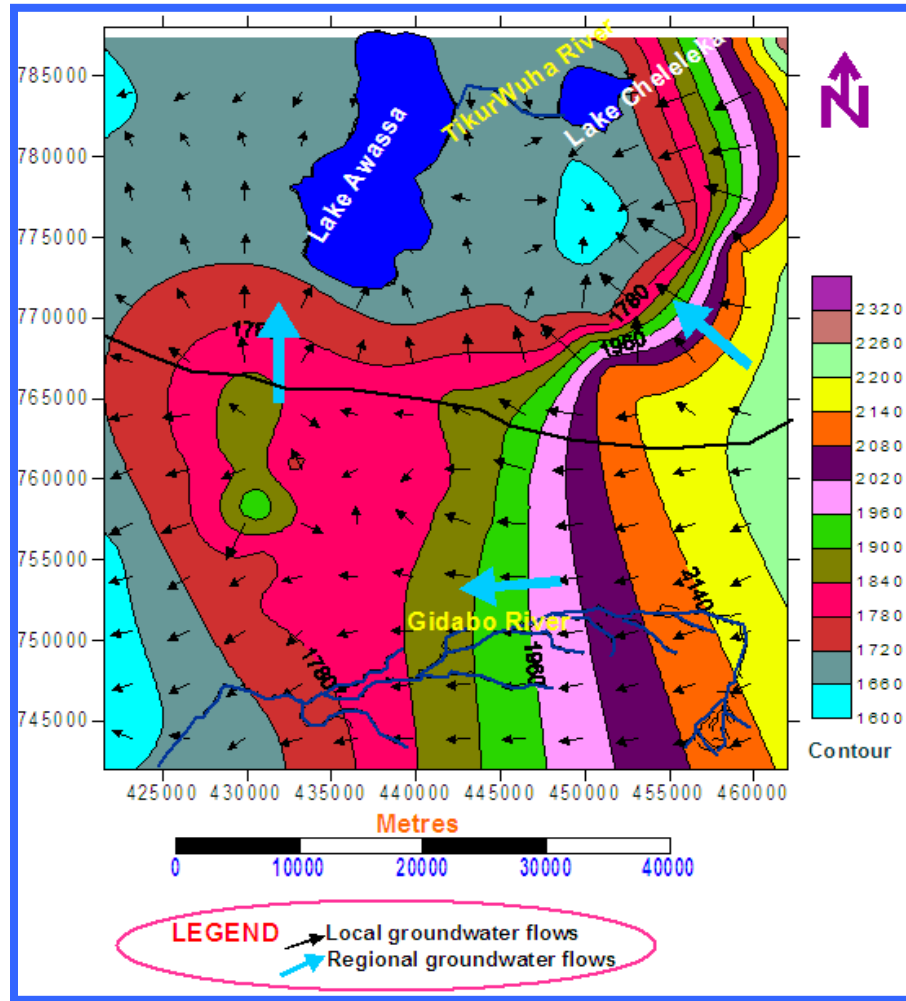 785000
780000
775000
770000
765000
760000
755000
750000
745000
TikurWuha River
Lake Cheleleka
Lake Awassa
1780
1960
2140
Gidabo River
1960
1780
N
2320
2260
2200
2140
2080
2020
1960
1900
1840
1780
1720
1660
1600
Contour
425000 430000 435000 440000 445000 450000 455000 460000
Metres
0 10000 20000 30000 40000
LEGEND
Local groundwater flows
Regional groundwater flows